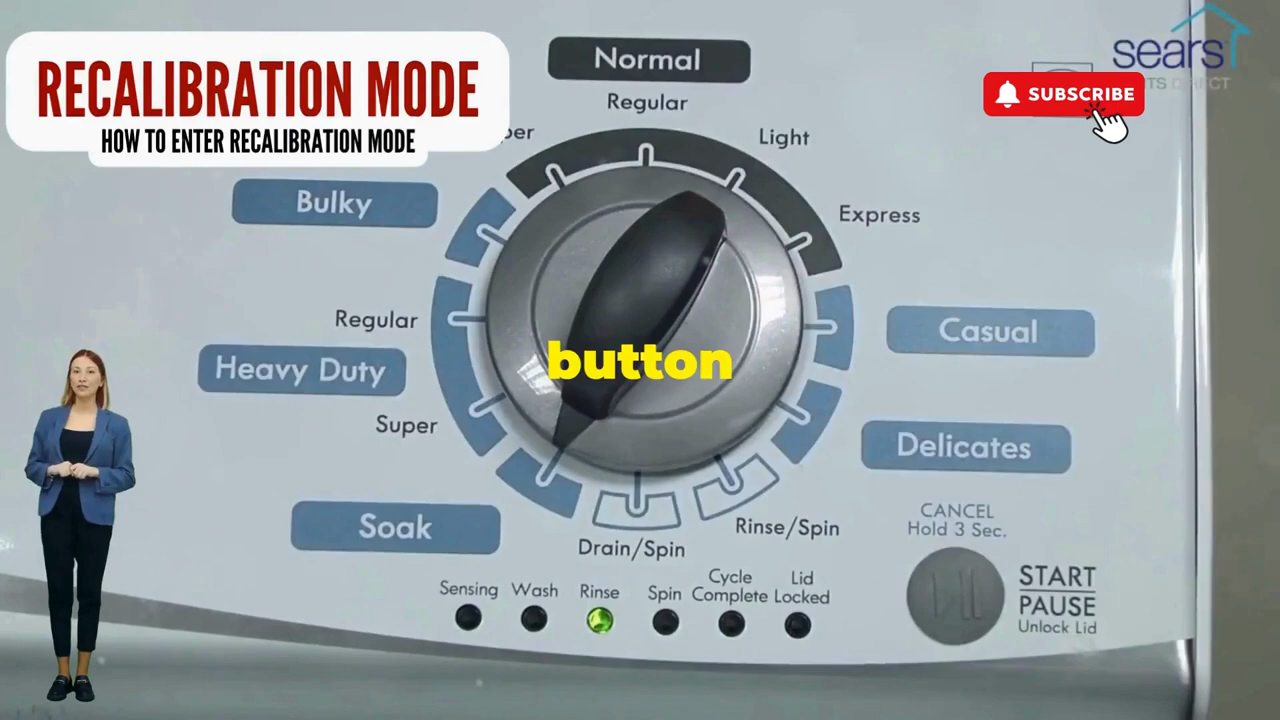 RECALIBRATION MODE
HOW TO ENTER RECALIBRATION MODE
sears
SUBSCRIBE
Normal
Regular
Light
Express
Bulky
Regular
Heavy Duty
Super
button
Casual
Delicates
Soak
Drain/Spin
Rinse/Spin
CANCEL
Hold 3 Sec.
Sensing
Wash
Rinse
Spin
Cycle
Complete
Lid
Locked
START
PAUSE
Unlock Lid